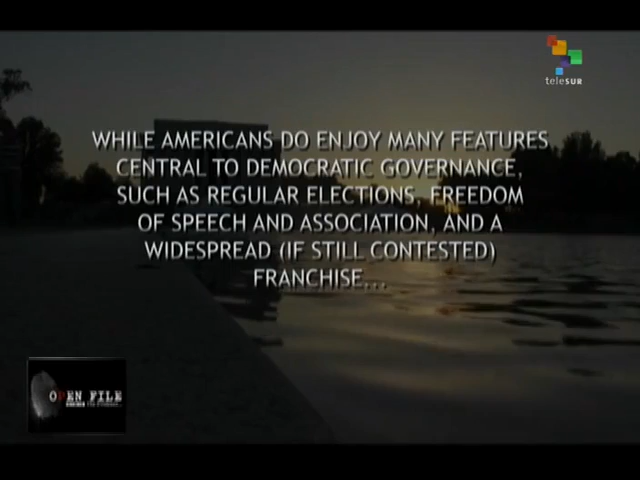 teleSUR
WHILE AMERICANS DO ENJOY MANY FEATURES
CENTRAL TO DEMOCRATIC GOVERNANCE,
SUCH AS REGULAR ELECTIONS, FREEDOM
OF SPEECH AND ASSOCIATION, AND A
WIDESPREAD (IF STILL CONTESTED)
FRANCHISE...
OPEN FILE